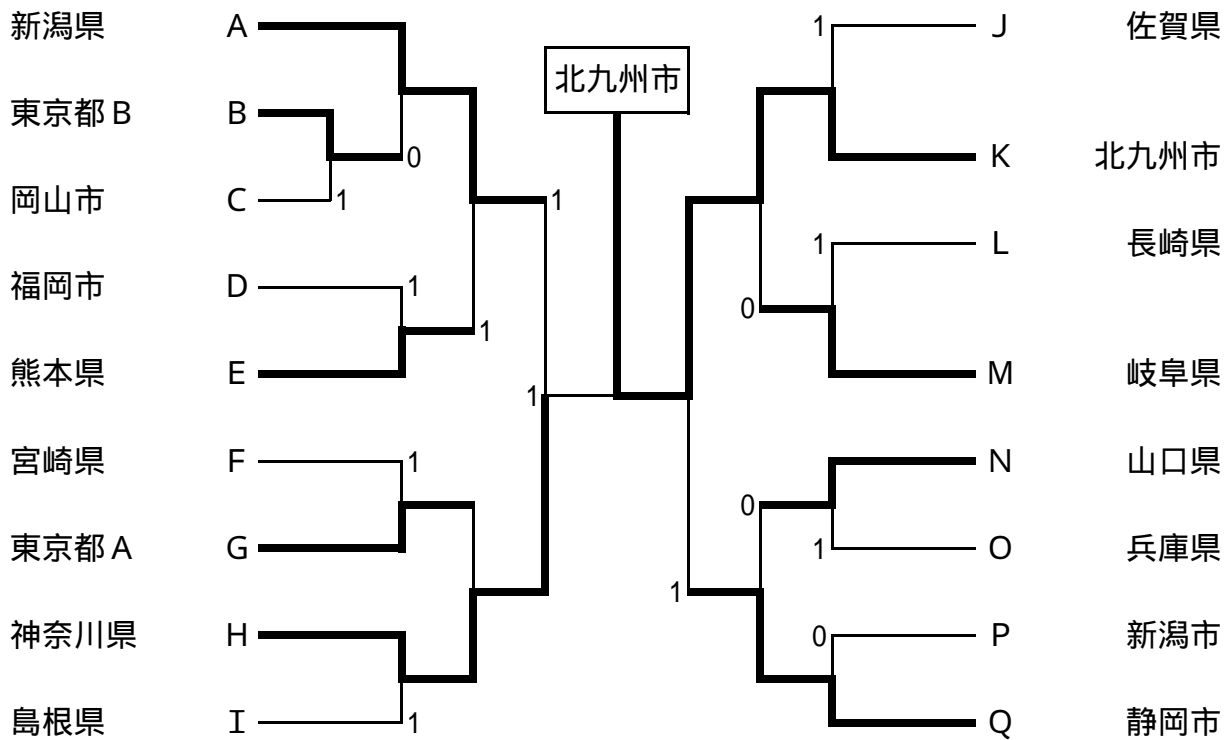 新潟県 A
東京都B B
0
岡山市 C 1
福岡市 D 1
1
熊本県 E
1
宮崎県 F 1
東京都A G
神奈川県 H
島根県 I 1
1
北九州市
1 J 佐賀県
K 北九州市
1 L 長崎県
0
M 岐阜県
N 山口県
0
1 O 兵庫県
1
0 P 新潟市
Q 静岡市